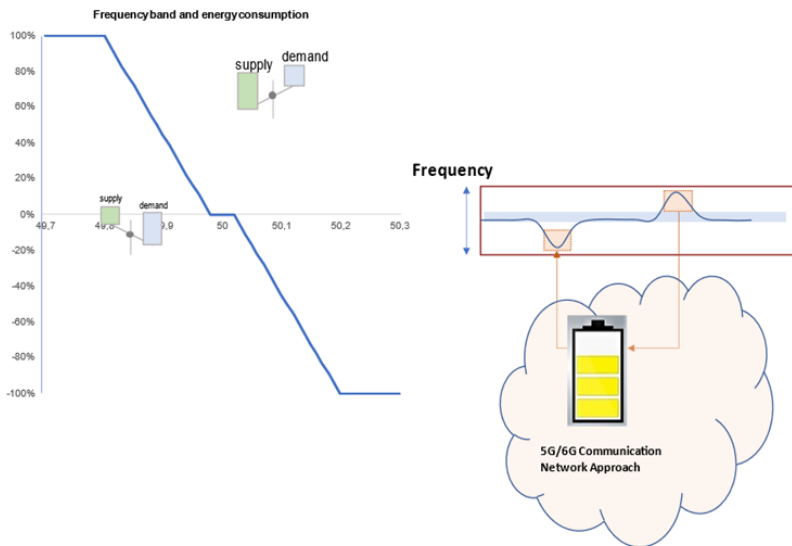 Frequency band and energy consumption
100%
80%
60%
40%
20%
0%
-20%
-40%
-60%
-80%
-100%
49,7
49,8
49,9
50
50,1
50,2
50,3
supply
demand
supply
demand
Frequency
5G/6G Communication
Network Approach